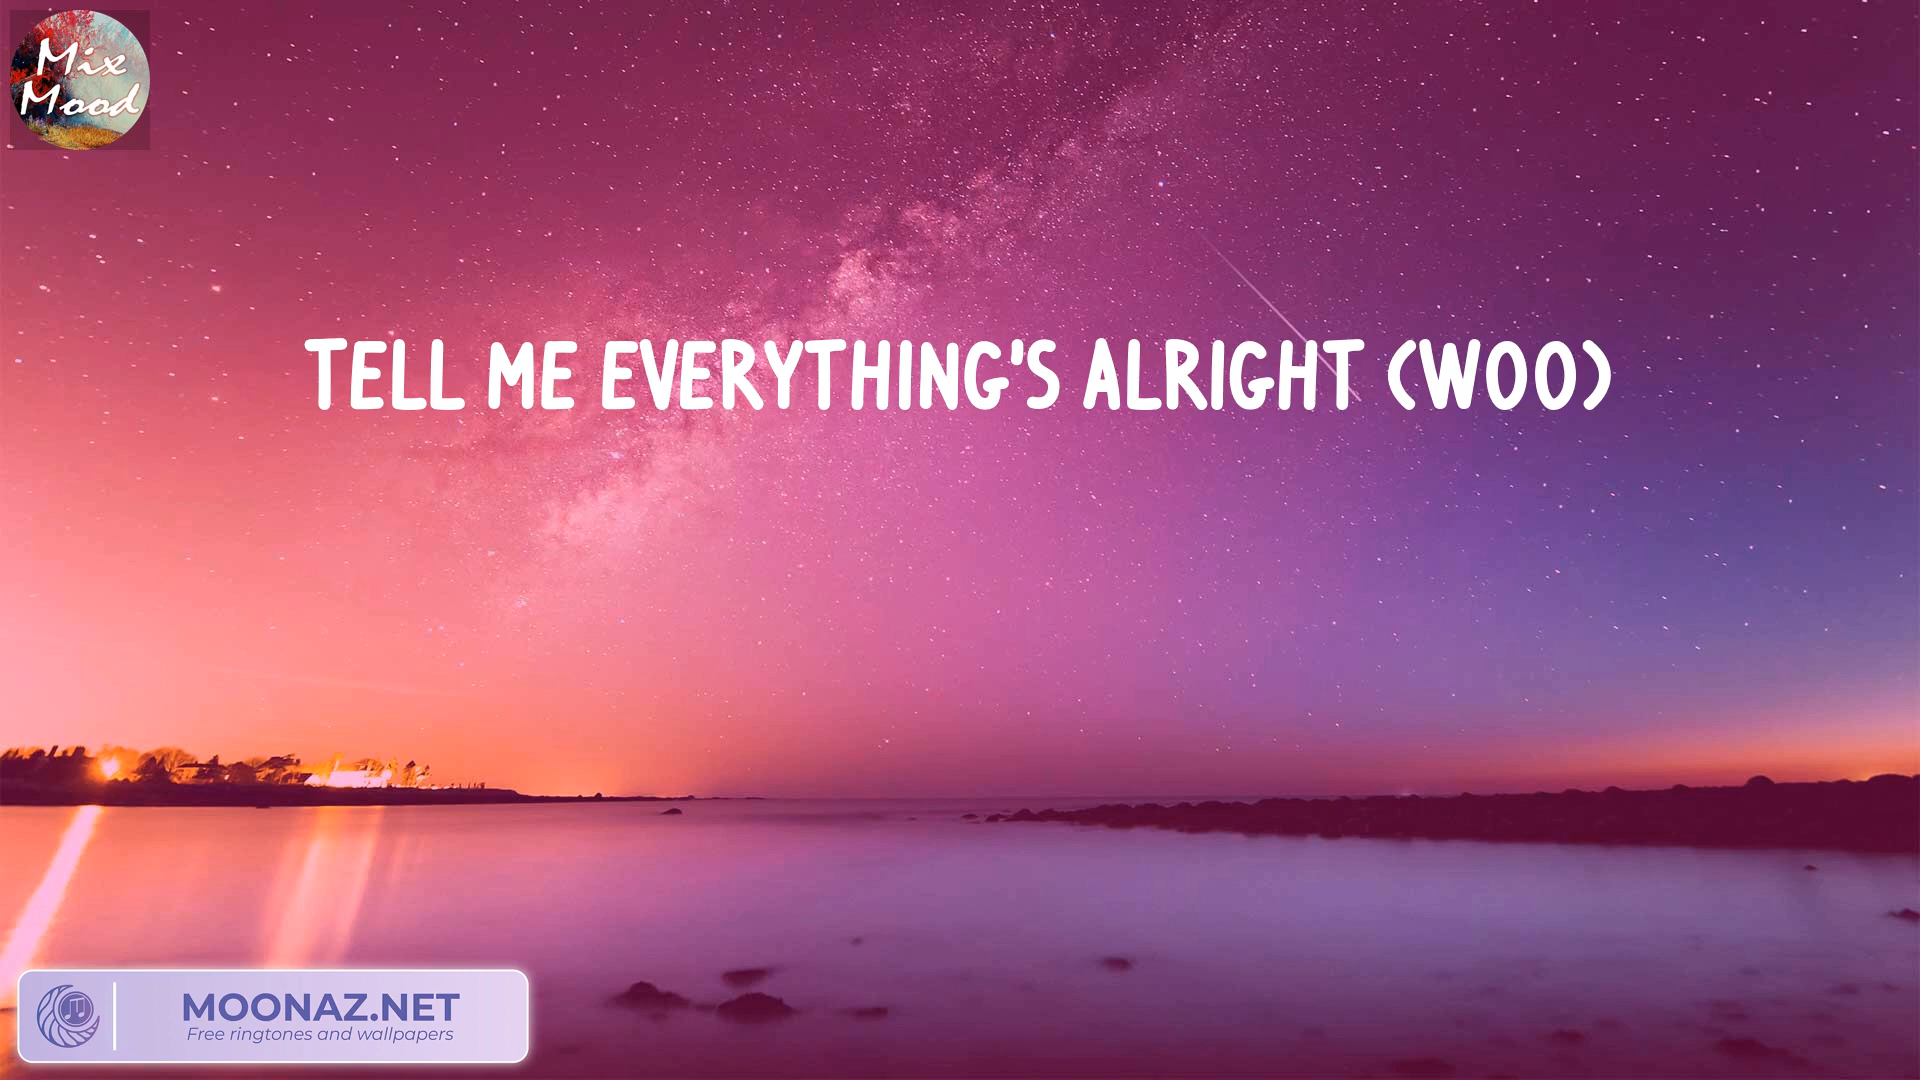 Mix
Mood
TELL ME EVERYTHING'S ALRIGHT (WOO)
MOONAZ.NET
Free ringtones and wallpapers